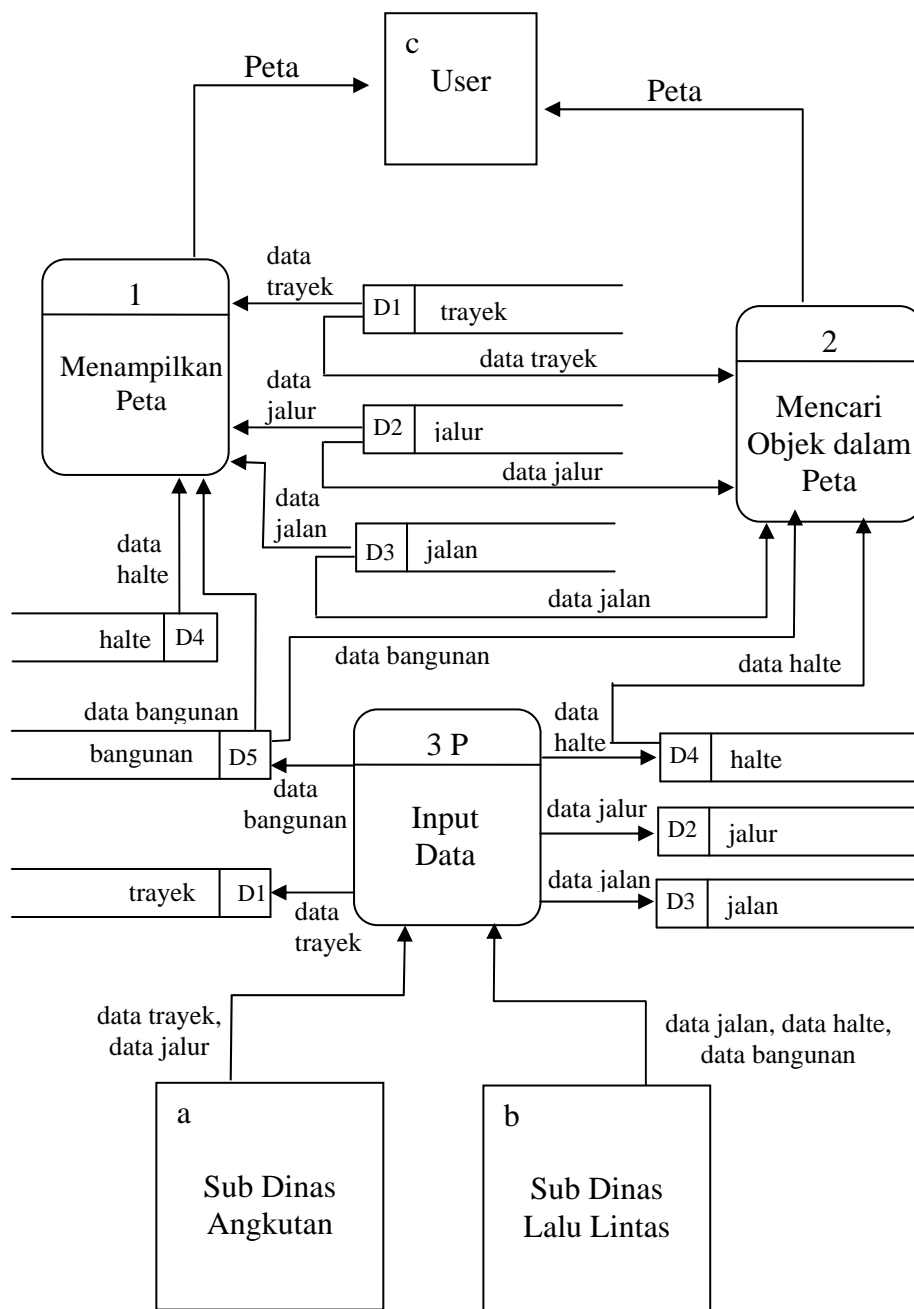 c
User
Peta
Peta
data
trayek
D1
trayek
1
Menampilkan
Peta
data trayek
2
Mencari
Objek dalam
Peta
data
jalur
D2
jalur
data jalur
data
jalan
D3
jalan
data jalan
data
halte
halte
D4
data bangunan
data halte
data bangunan
bangunan
D5
data
bangunan
3 P
Input
Data
data
halte
D4
halte
data jalur
D2
jalur
data jalan
D3
jalan
trayek
D1
data
trayek
data trayek,
data jalur
data jalan, data halte,
data bangunan
a
Sub Dinas
Angkutan
b
Sub Dinas
Lalu Lintas